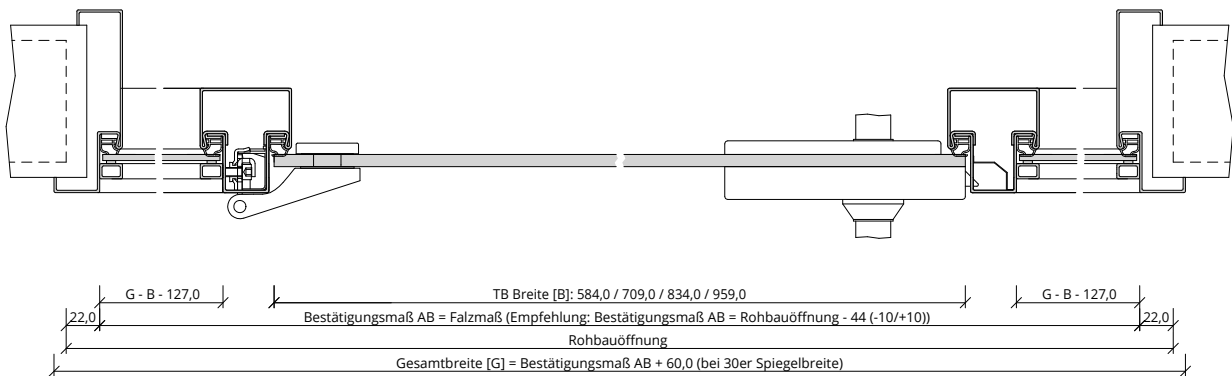 G - B - 127,0 TB Breite [B]: 584,0 / 709,0 / 834,0 / 959,0 G - B - 127,0
22,0 Bestätigungsmaß AB = Falzmaß (Empfehlung: Bestätigungsmaß AB = Rohbauöffnung - 44 (-10/+10)) 22,0
Rohbauöffnung
Gesamtbreite [G] = Bestätigungsmaß AB + 60,0 (bei 30er Spiegelbreite)